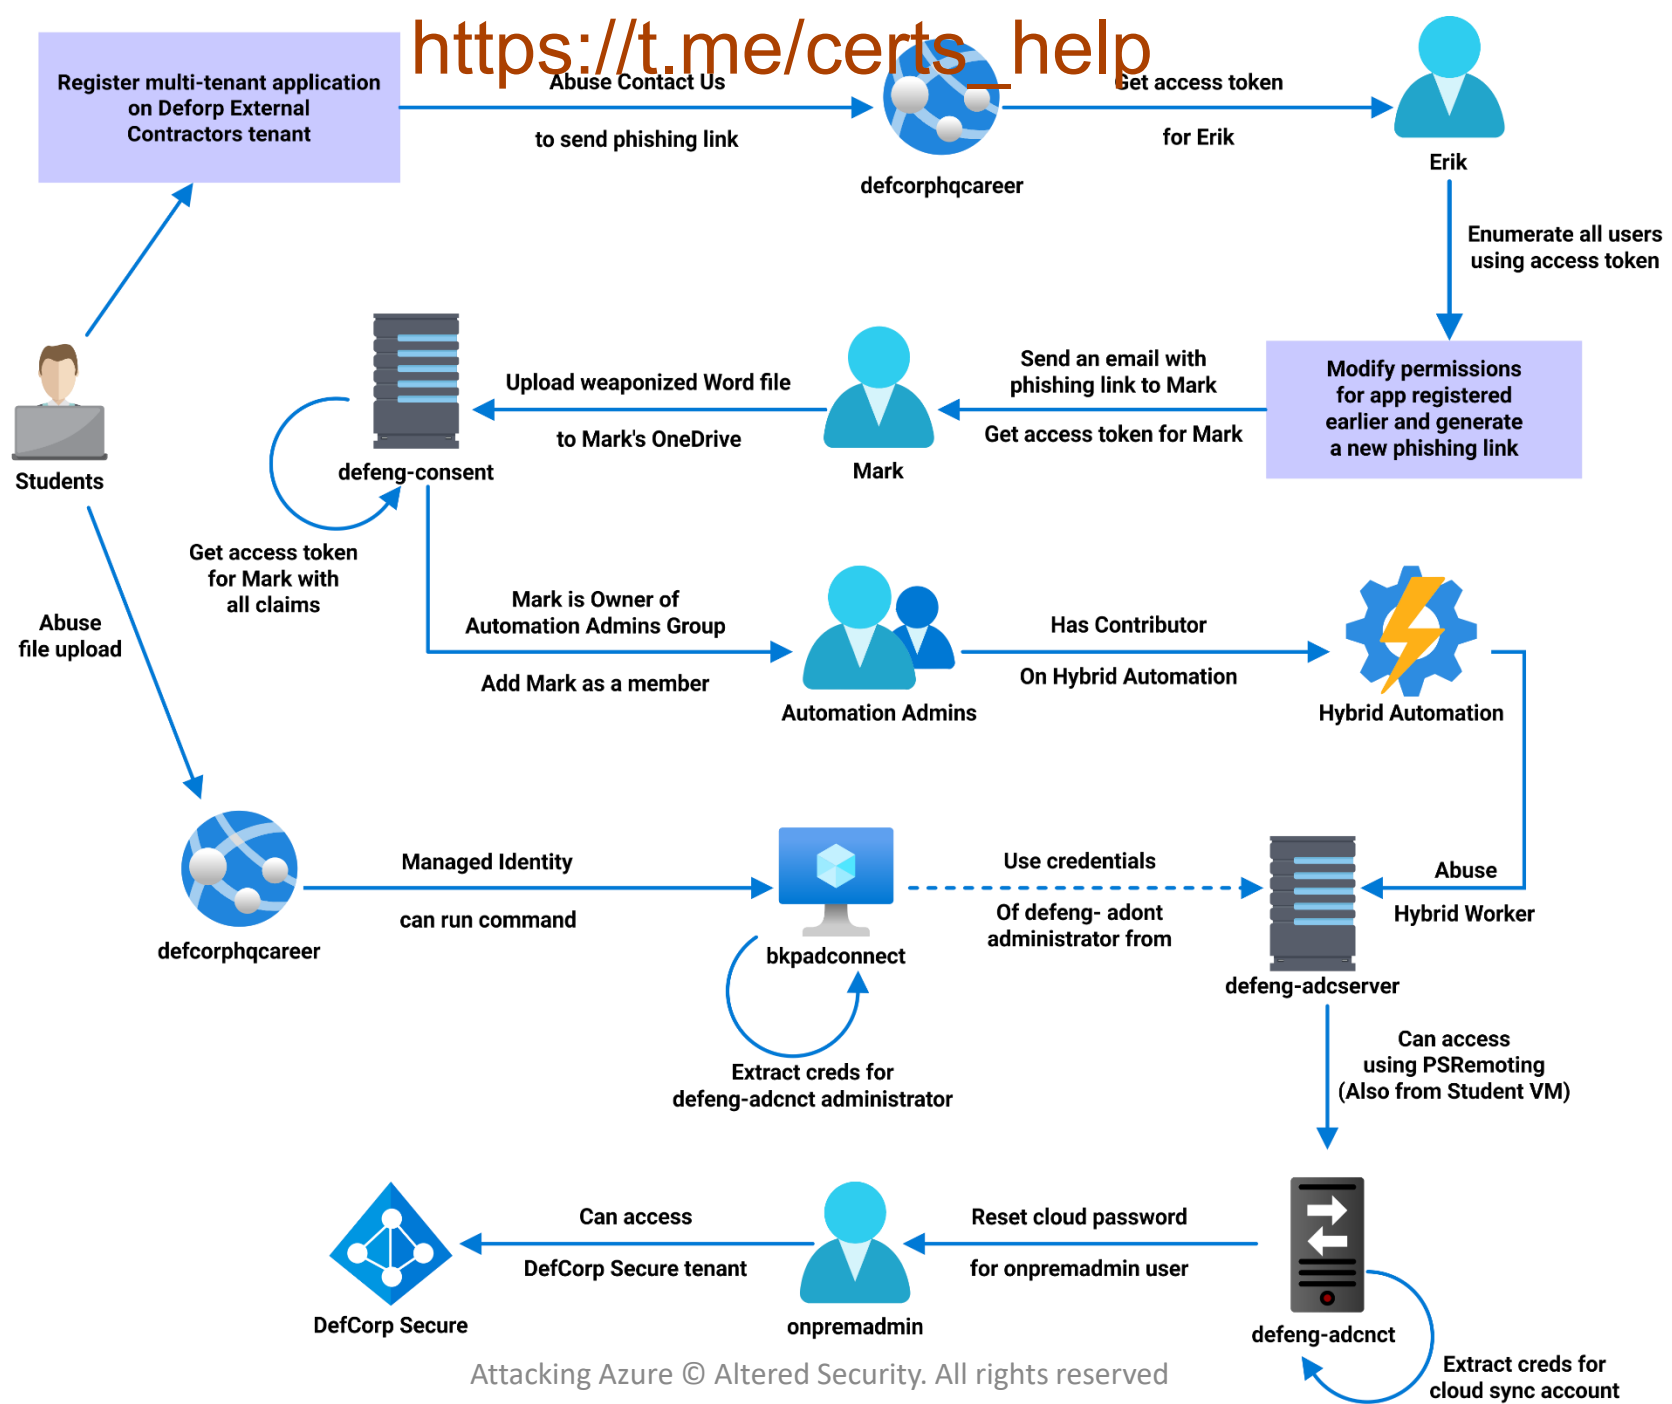 https://t.me/certs_help
Register multi-tenant application
on Deforp External
Contractors tenant
Abuse Contact Us
to send phishing link
defcorphqcareer
Get access token
for Erik
Erik
Enumerate all users
using access token
Modify permissions
for app registered
earlier and generate
a new phishing link
Send an email with
phishing link to Mark
Get access token for Mark
Mark
Upload weaponized Word file
to Mark's OneDrive
defeng-consent
Get access token
for Mark with
all claims
Students
Mark is Owner of
Automation Admins Group
Add Mark as a member
Automation Admins
Has Contributor
On Hybrid Automation
Hybrid Automation
Abuse
Hybrid Worker
Abuse
file upload
defcorphqcareer
Managed Identity
can run command
bkpadconnect
Extract creds for
defeng-adcnct administrator
Use credentials
Of defeng- adont
administrator from
defeng-adcserver
Can access
using PSRemoting
(Also from Student VM)
defeng-adcnct
Extract creds for
cloud sync account
Reset cloud password
for onpremadmin user
onpremadmin
Can access
DefCorp Secure tenant
DefCorp Secure
Attacking Azure © Altered Security. All rights reserved